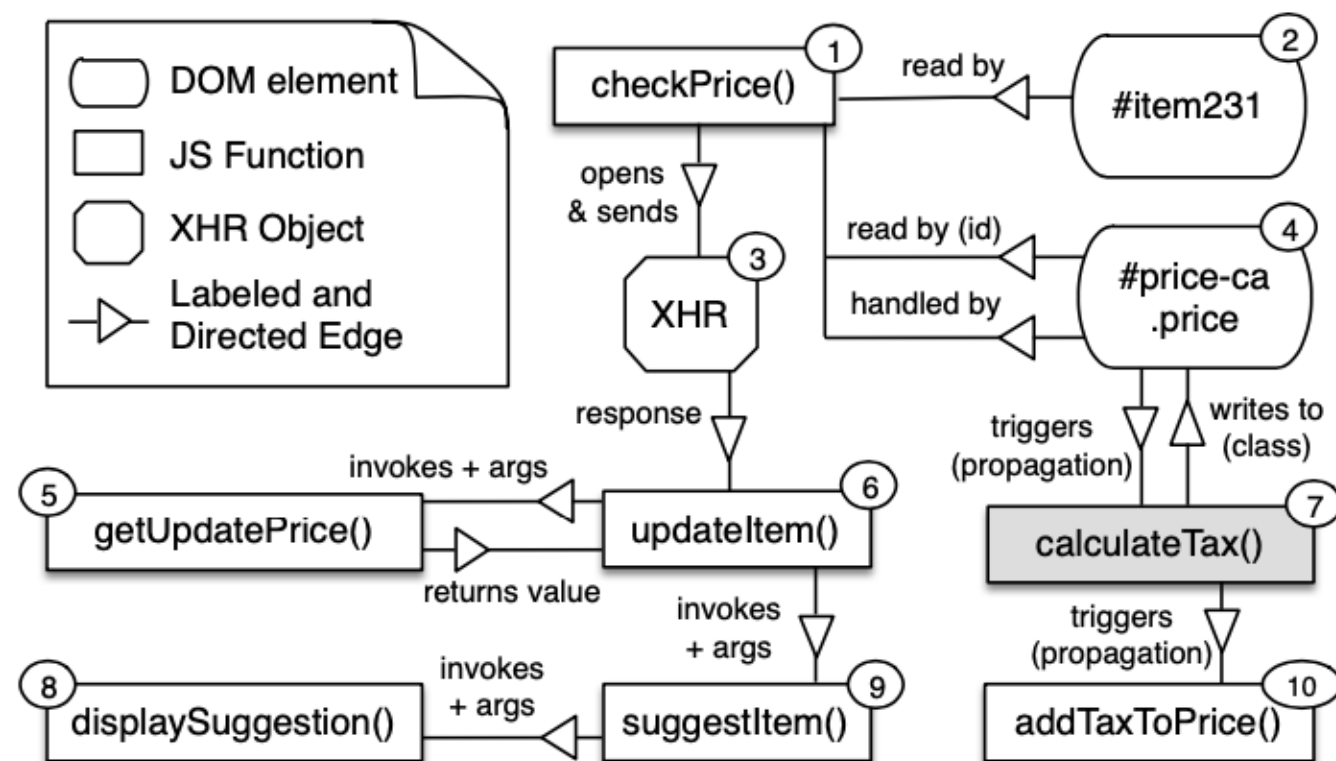 DOM element
JS Function
XHR Object
Labeled and
Directed Edge
1
checkPrice()
read by
2
#item231
opens
& sends
read by (id)
handled by
4
#price-ca
.price
3
XHR
response
triggers
(propagation)
writes to
(class)
invokes + args
5
getUpdatePrice()
6
updateItem()
returns value
7
calculateTax()
invokes
+ args
triggers
(propagation)
8
displaySuggestion()
invokes
+ args
9
suggestItem()
10
addTaxToPrice()